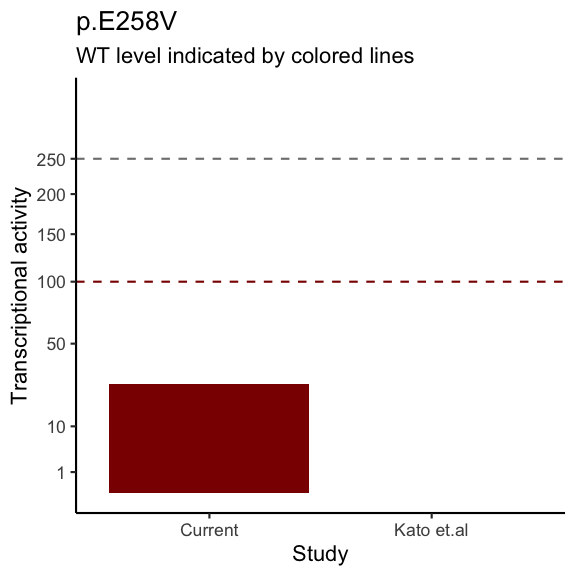 p.E258V
WT level indicated by colored lines
Transcriptional activity
250
200
150
100
50
10
1
Current
Kato et.al
Study